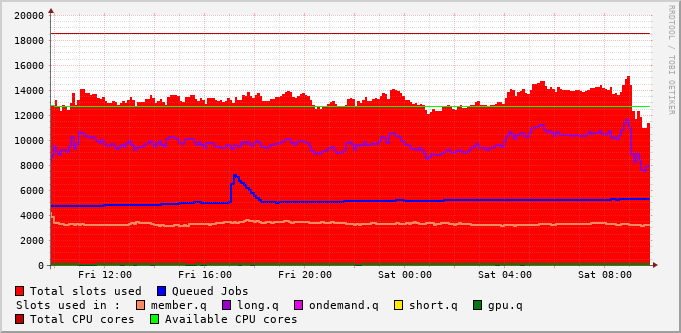 20000
18000
16000
14000
12000
10000
8000
6000
4000
2000
0
Fri 12:00 Fri 16:00 Fri 20:00 Sat 00:00 Sat 04:00 Sat 08:00
Total slots used Queued Jobs
Slots used in : member.q long.q ondemand.q short.q gpu.q
Total CPU cores Available CPU cores
RRDTOOL / TOBI OETIKER